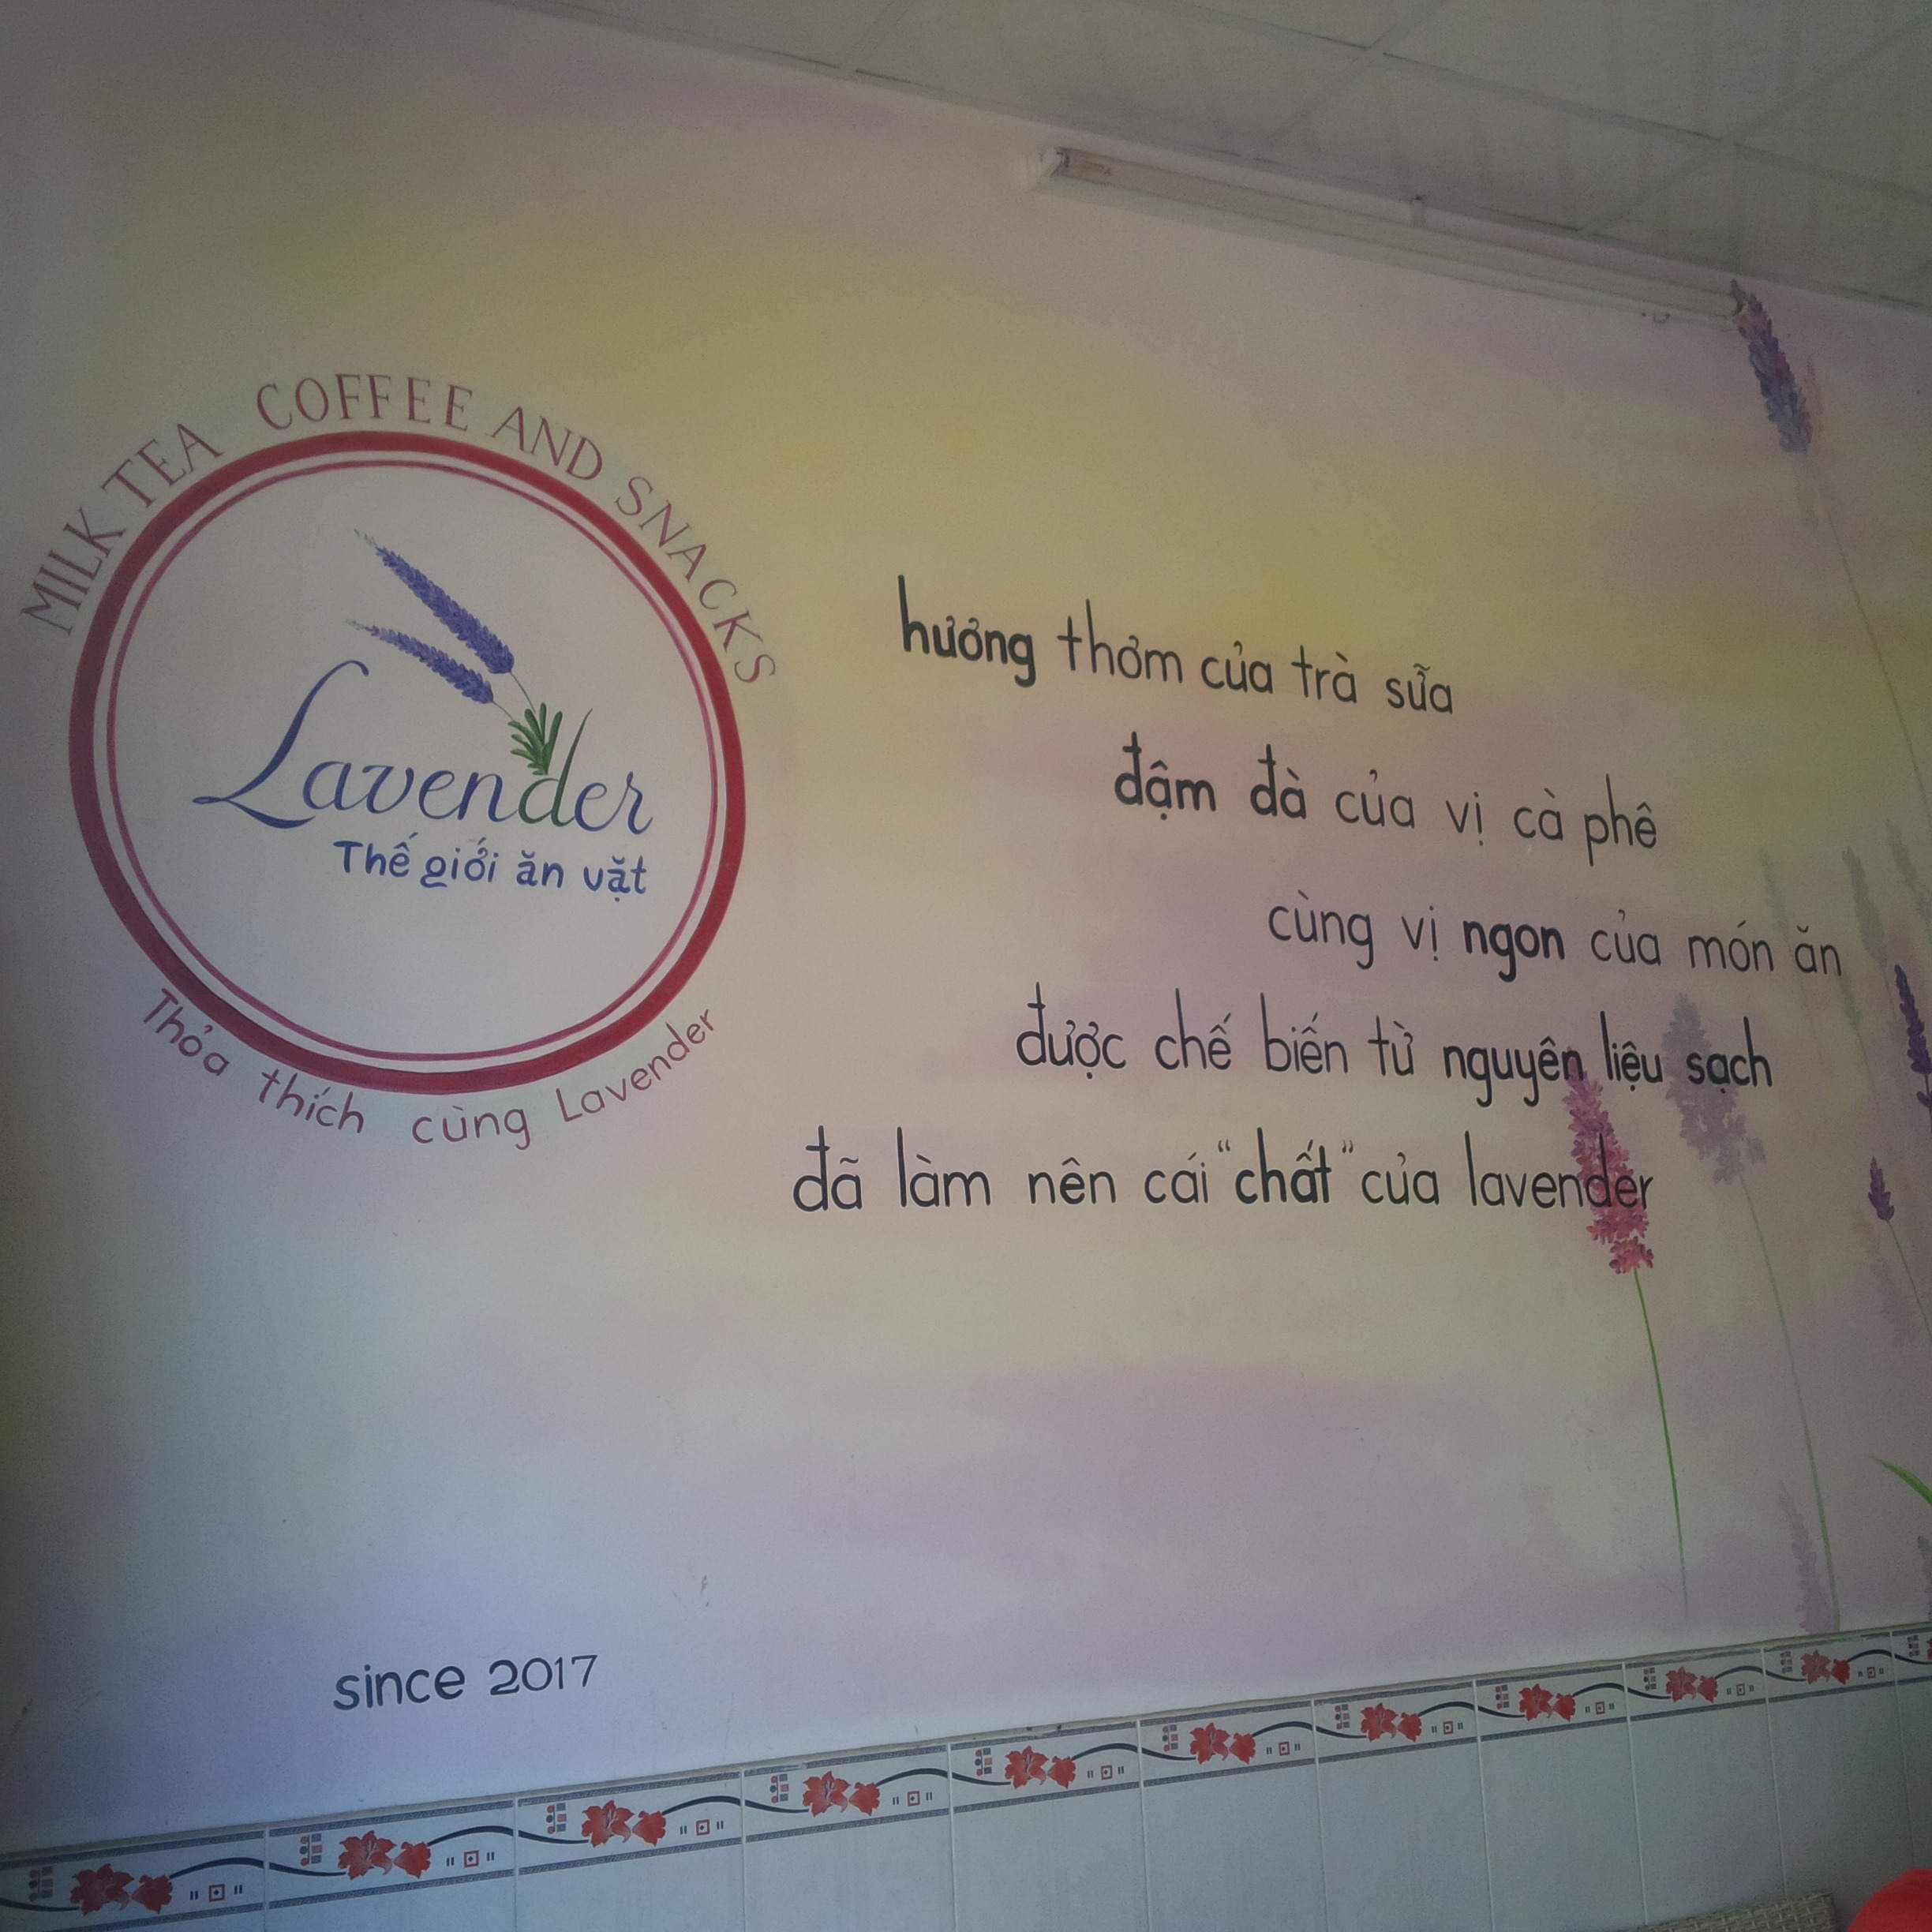 MILK TEA COFFEE AND SNACKS
Lavender
Thế giới ăn vặt
Thỏa thích cùng Lavender
hương thơm của trà sữa
đậm đà của vị cà phê
cùng vị ngon của món ăn
được chế biến từ nguyên liệu sạch
đã làm nên cái "chất" của lavender
since 2017